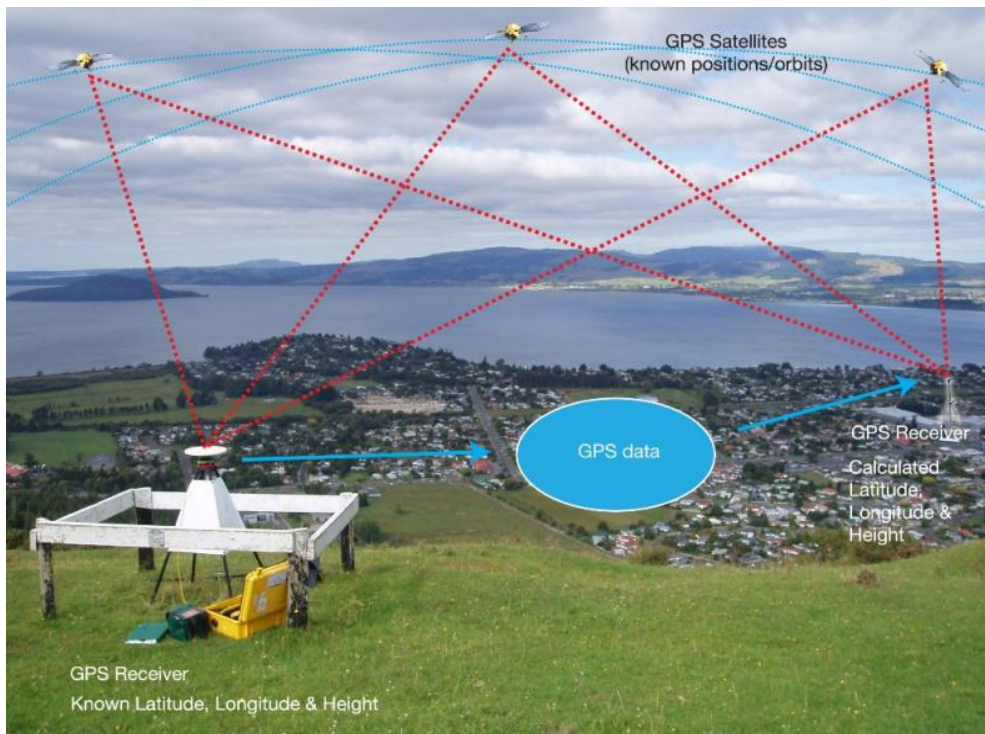 GPS Satellites
(known positions/orbits)
GPS data
GPS Receiver
Calculated
Latitude,
Longitude &
Height
GPS Receiver
Known Latitude, Longitude & Height